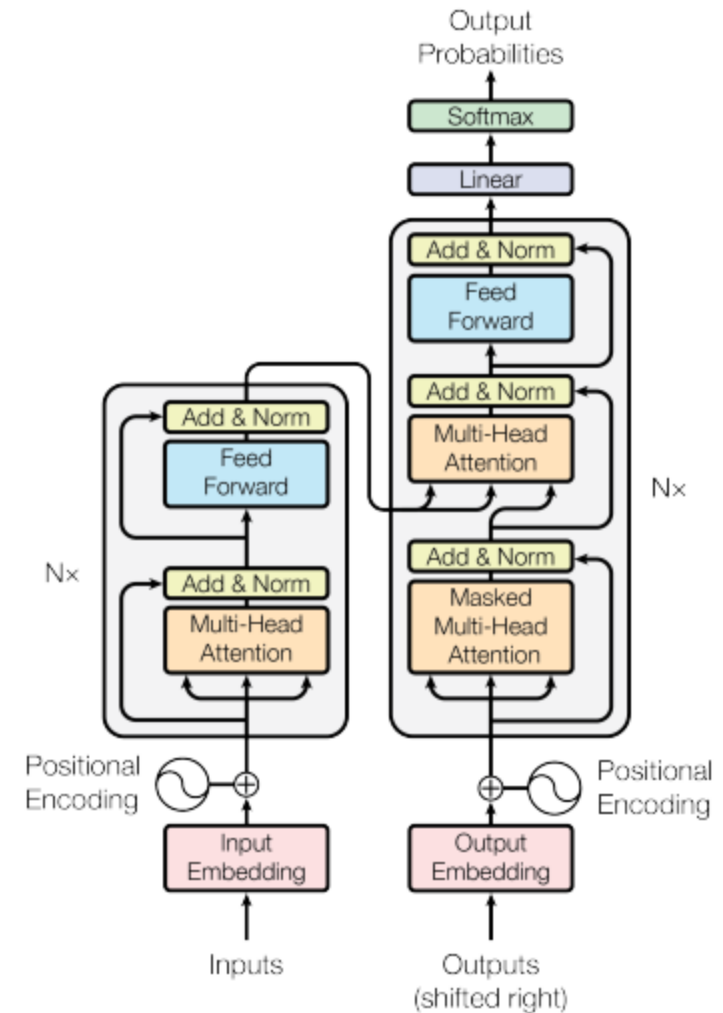 Output
Probabilities
Softmax
Linear
Add & Norm
Feed
Forward
Add & Norm
Multi-Head
Attention
Nx
Add & Norm
Masked
Multi-Head
Attention
Add & Norm
Feed
Forward
Nx
Add & Norm
Multi-Head
Attention
Positional
Encoding
Positional
Encoding
Input
Embedding
Output
Embedding
Inputs
Outputs
(shifted right)